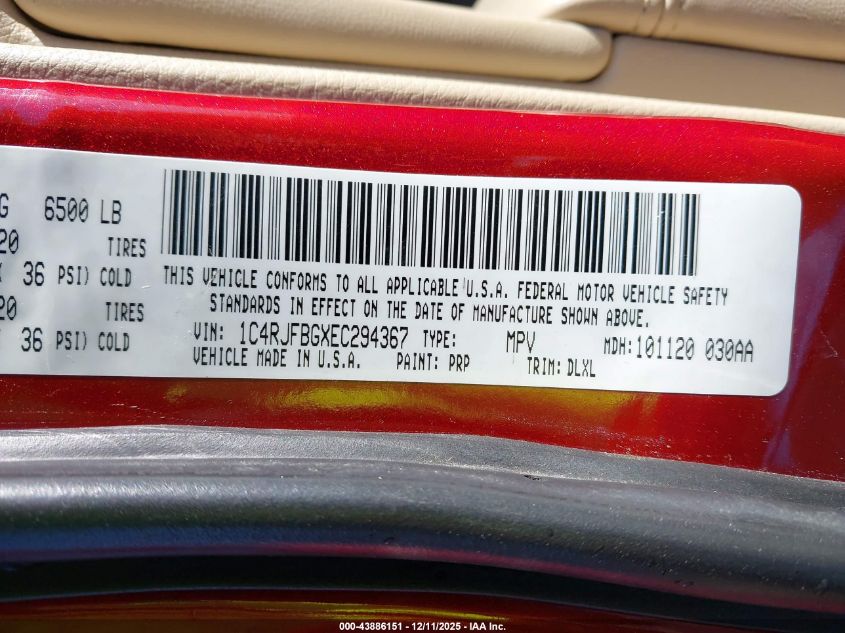 G 6500 LB
20 TIRES
36 PSI) COLD
20 TIRES
36 PSI) COLD
THIS VEHICLE CONFORMS TO ALL APPLICABLE U.S.A. FEDERAL MOTOR VEHICLE SAFETY
STANDARDS IN EFFECT ON THE DATE OF MANUFACTURE SHOWN ABOVE.
VIN: 1C4RJFBGXEC294367 TYPE: MPV MDH:101120 030AA
VEHICLE MADE IN U.S.A. PAINT: PRP TRIM: DLXL
000-43886151 - 12/11/2025 - IAA Inc.